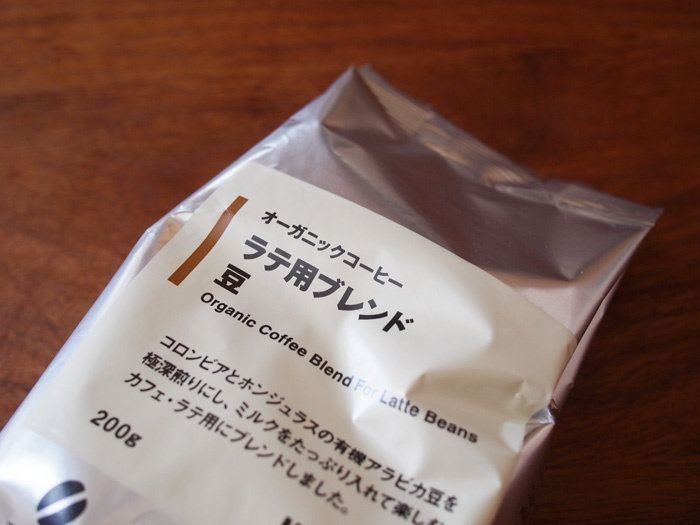 オーガニックコーヒー
ラテ用ブレンド
豆
Organic Coffee Blend For Latte Beans
コロンビアとホンジュラスの有機アラビカ豆を
極深煎りにし、ミルクをたっぷり入れて楽しむ
カフェ・ラテ用にブレンドしました。
200g